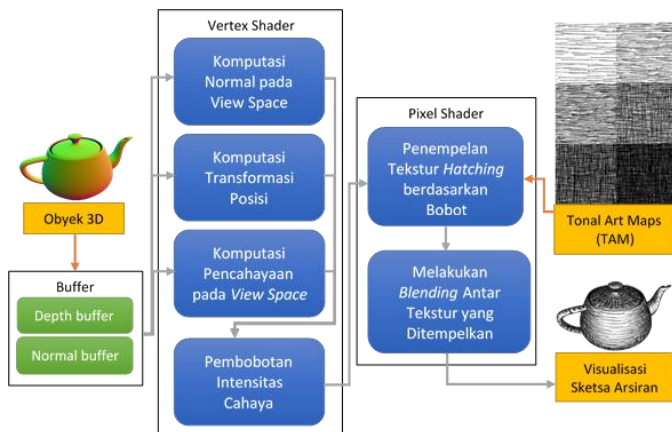 Vertex Shader
Komputasi
Normal pada
View Space
Komputasi
Transformasi
Posisi
Komputasi
Pencahayaan
pada View Space
Pembobotan
Intensitas
Cahaya
Obyek 3D
Buffer
Depth buffer
Normal buffer
Pixel Shader
Penempelan
Tekstur Hatching
berdasarkan
Bobot
Melakukan
Blending Antar
Tekstur yang
Ditempelkan
Tonal Art Maps
(TAM)
Visualisasi
Sketsa Arsiran